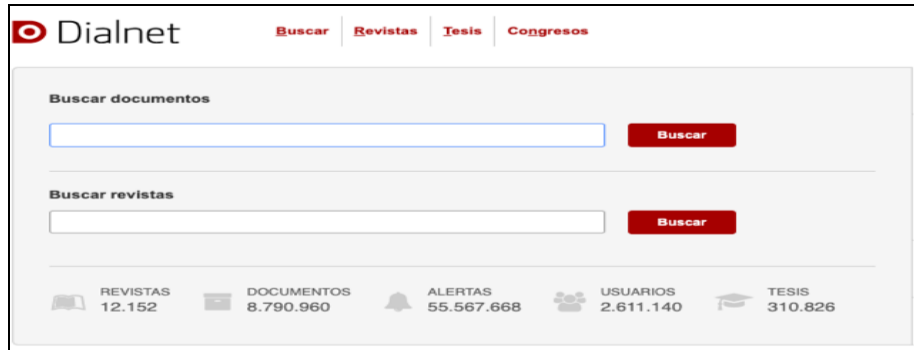 Dialnet Buscar Revistas Tesis Congresos
Buscar documentos
Buscar
Buscar revistas
Buscar
REVISTAS DOCUMENTOS ALERTAS USUARIOS TESIS
12.152 8.790.960 55.567.668 2.611.140 310.826